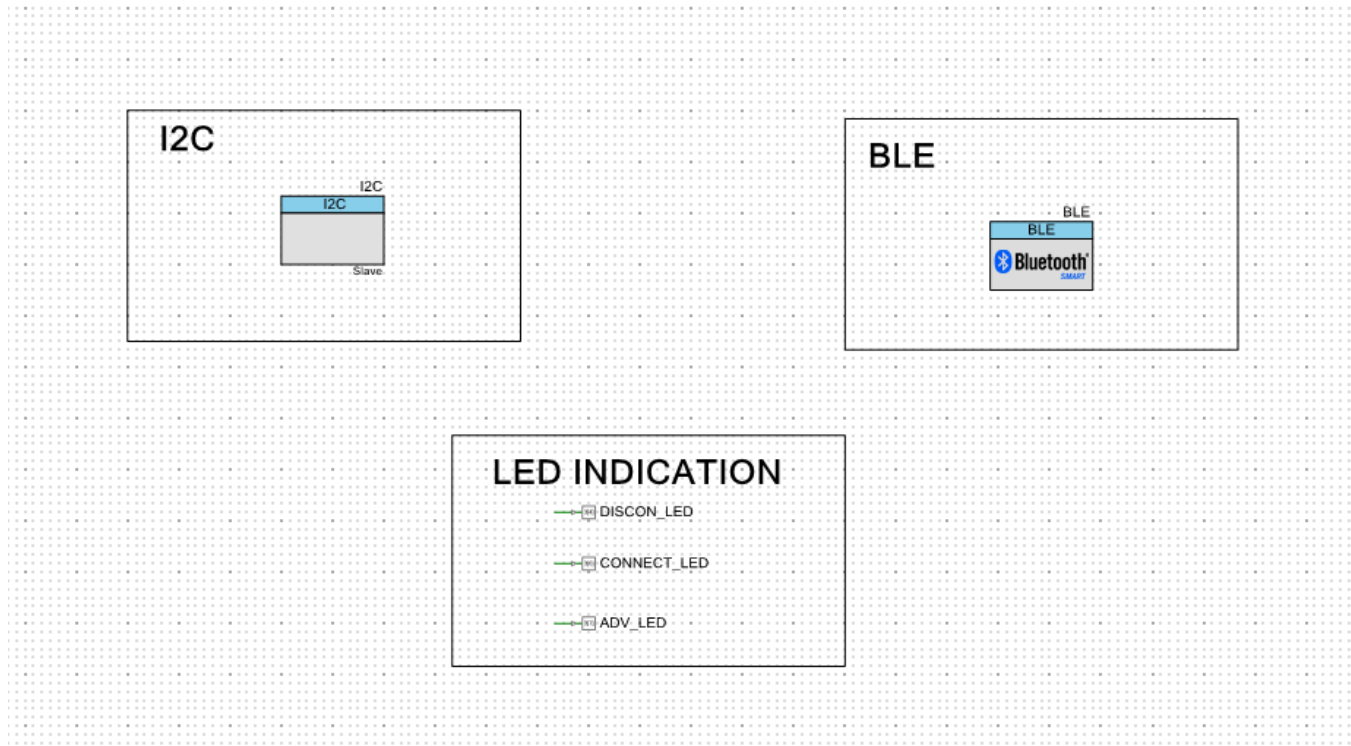 I2C
I2C
I2C
Slave
BLE
BLE
BLE
Bluetooth
SMART
LED INDICATION
DISCON_LED
CONNECT_LED
ADV_LED